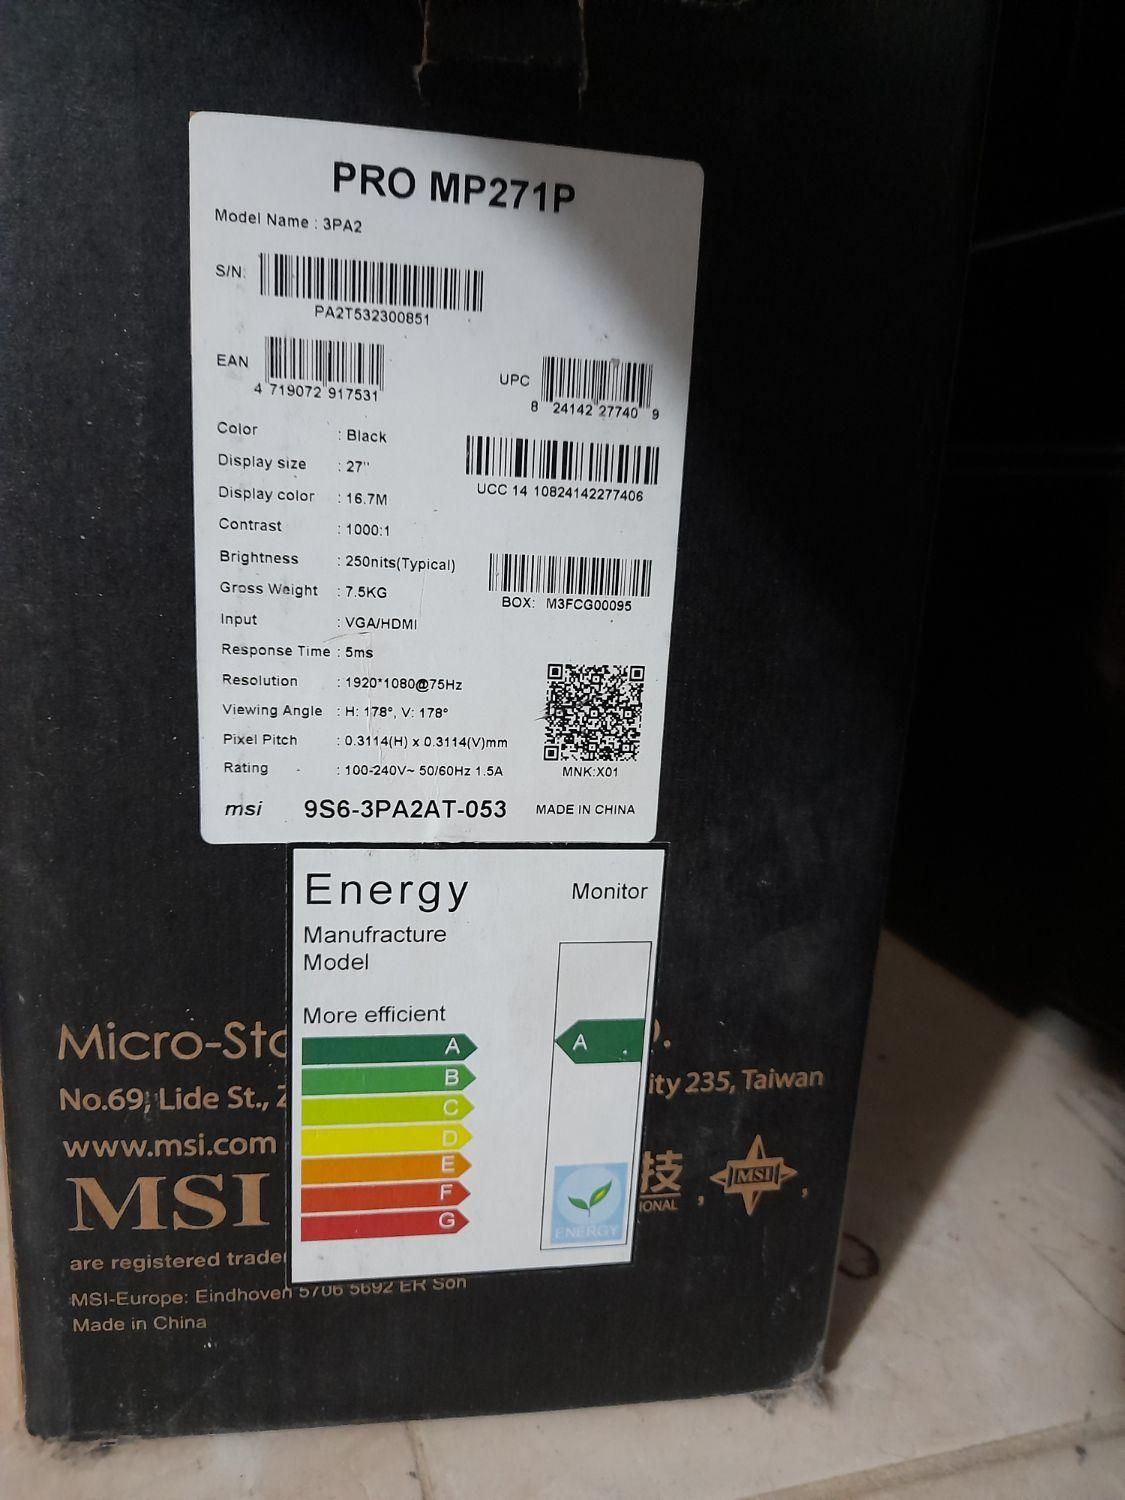 PRO MP271P
Model Name : 3PA2
S/N:
PA2T532300851
EAN
4 719072 917531
UPC
8 24142 27740 9
Color : Black
Display size : 27"
UCC 14 10824142277406
Display color : 16.7M
Contrast : 1000:1
Brightness : 250nits(Typical)
Gross Weight : 7.5KG
BOX: M3FCG00095
Input : VGA/HDMI
Response Time : 5ms
Resolution : 1920*1080@75Hz
Viewing Angle : H: 178°, V: 178°
Pixel Pitch : 0.3114(H) x 0.3114(V)mm
Rating : 100-240V~ 50/60Hz 1.5A
MNK:X01
msi 9S6-3PA2AT-053 MADE IN CHINA
Energy Monitor
Manufracture
Model
More efficient
A A
B
C
D
E
F
G
ENERGY
Micro-
No.69, Lide St., ity 235, Taiwan
www.msi.com
MSI 技 IONAL , MSI ,
are registered trade
MSI-Europe: Eindhoven 5706 5692 ER Son
Made in China